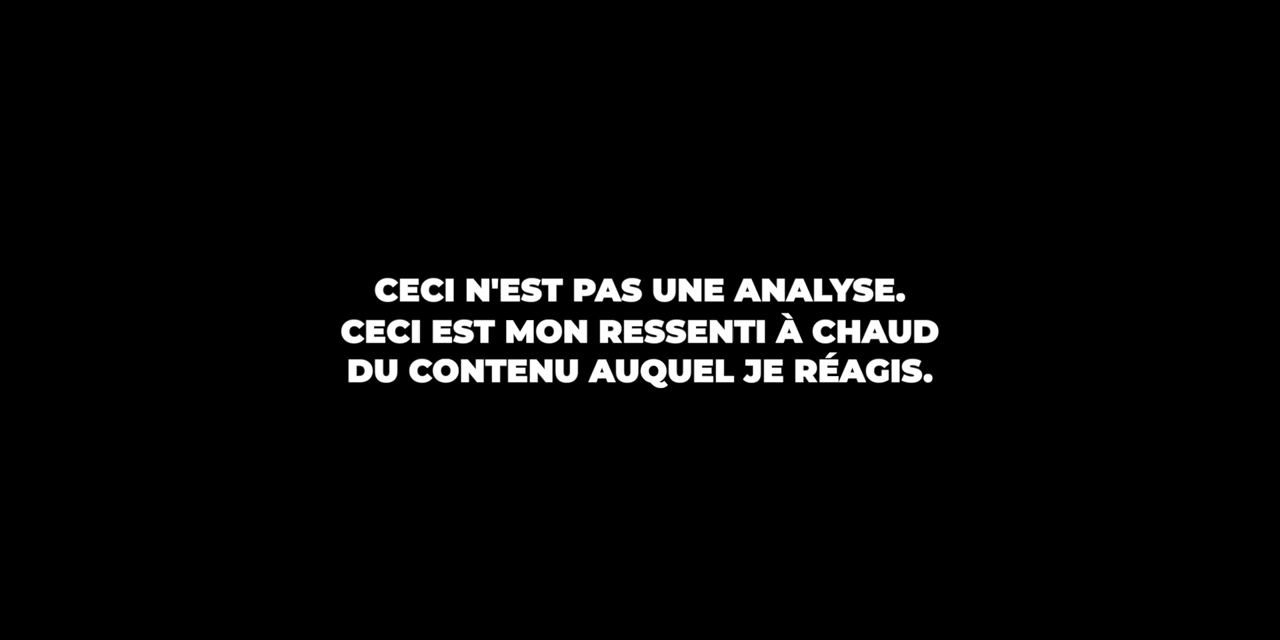 CECI N'EST PAS UNE ANALYSE.
CECI EST MON RESSENTI À CHAUD
DU CONTENU AUQUEL JE RÉAGIS.